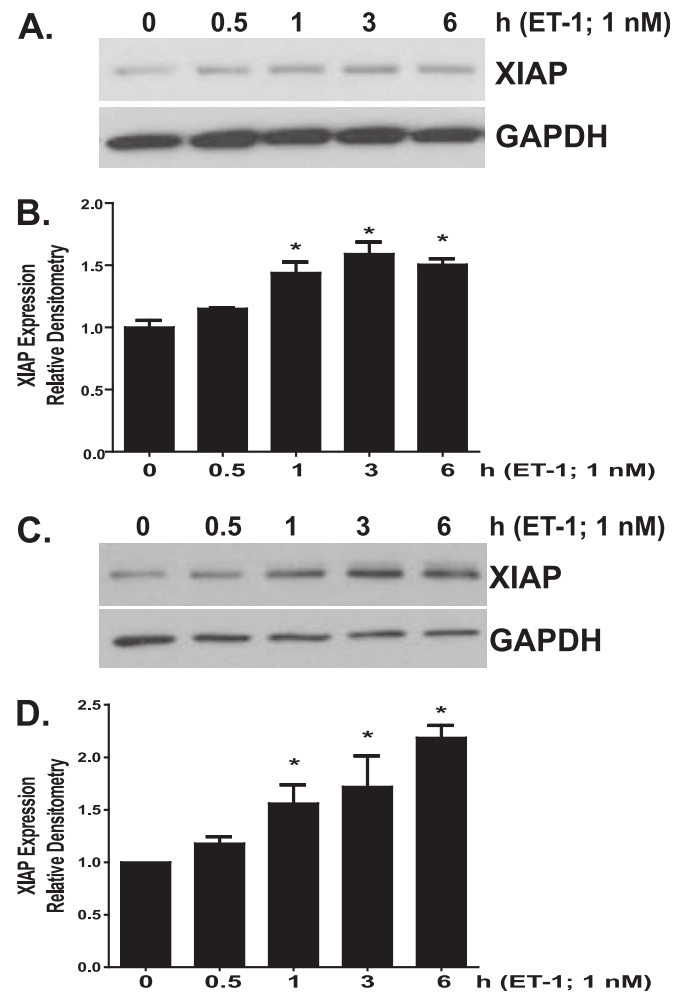 A. 0 0.5 1 3 6 h (ET-1; 1 nM)
XIAP
GAPDH
B.
XIAP Expression
Relative Densitometry
2.0
1.5
1.0
0.5
0.0
* * *
0 0.5 1 3 6 h (ET-1; 1 nM)
C. 0 0.5 1 3 6 h (ET-1; 1 nM)
XIAP
GAPDH
D.
XIAP Expression
Relative Densitometry
2.5
2.0
1.5
1.0
0.5
0.0
* * *
0 0.5 1 3 6 h (ET-1; 1 nM)